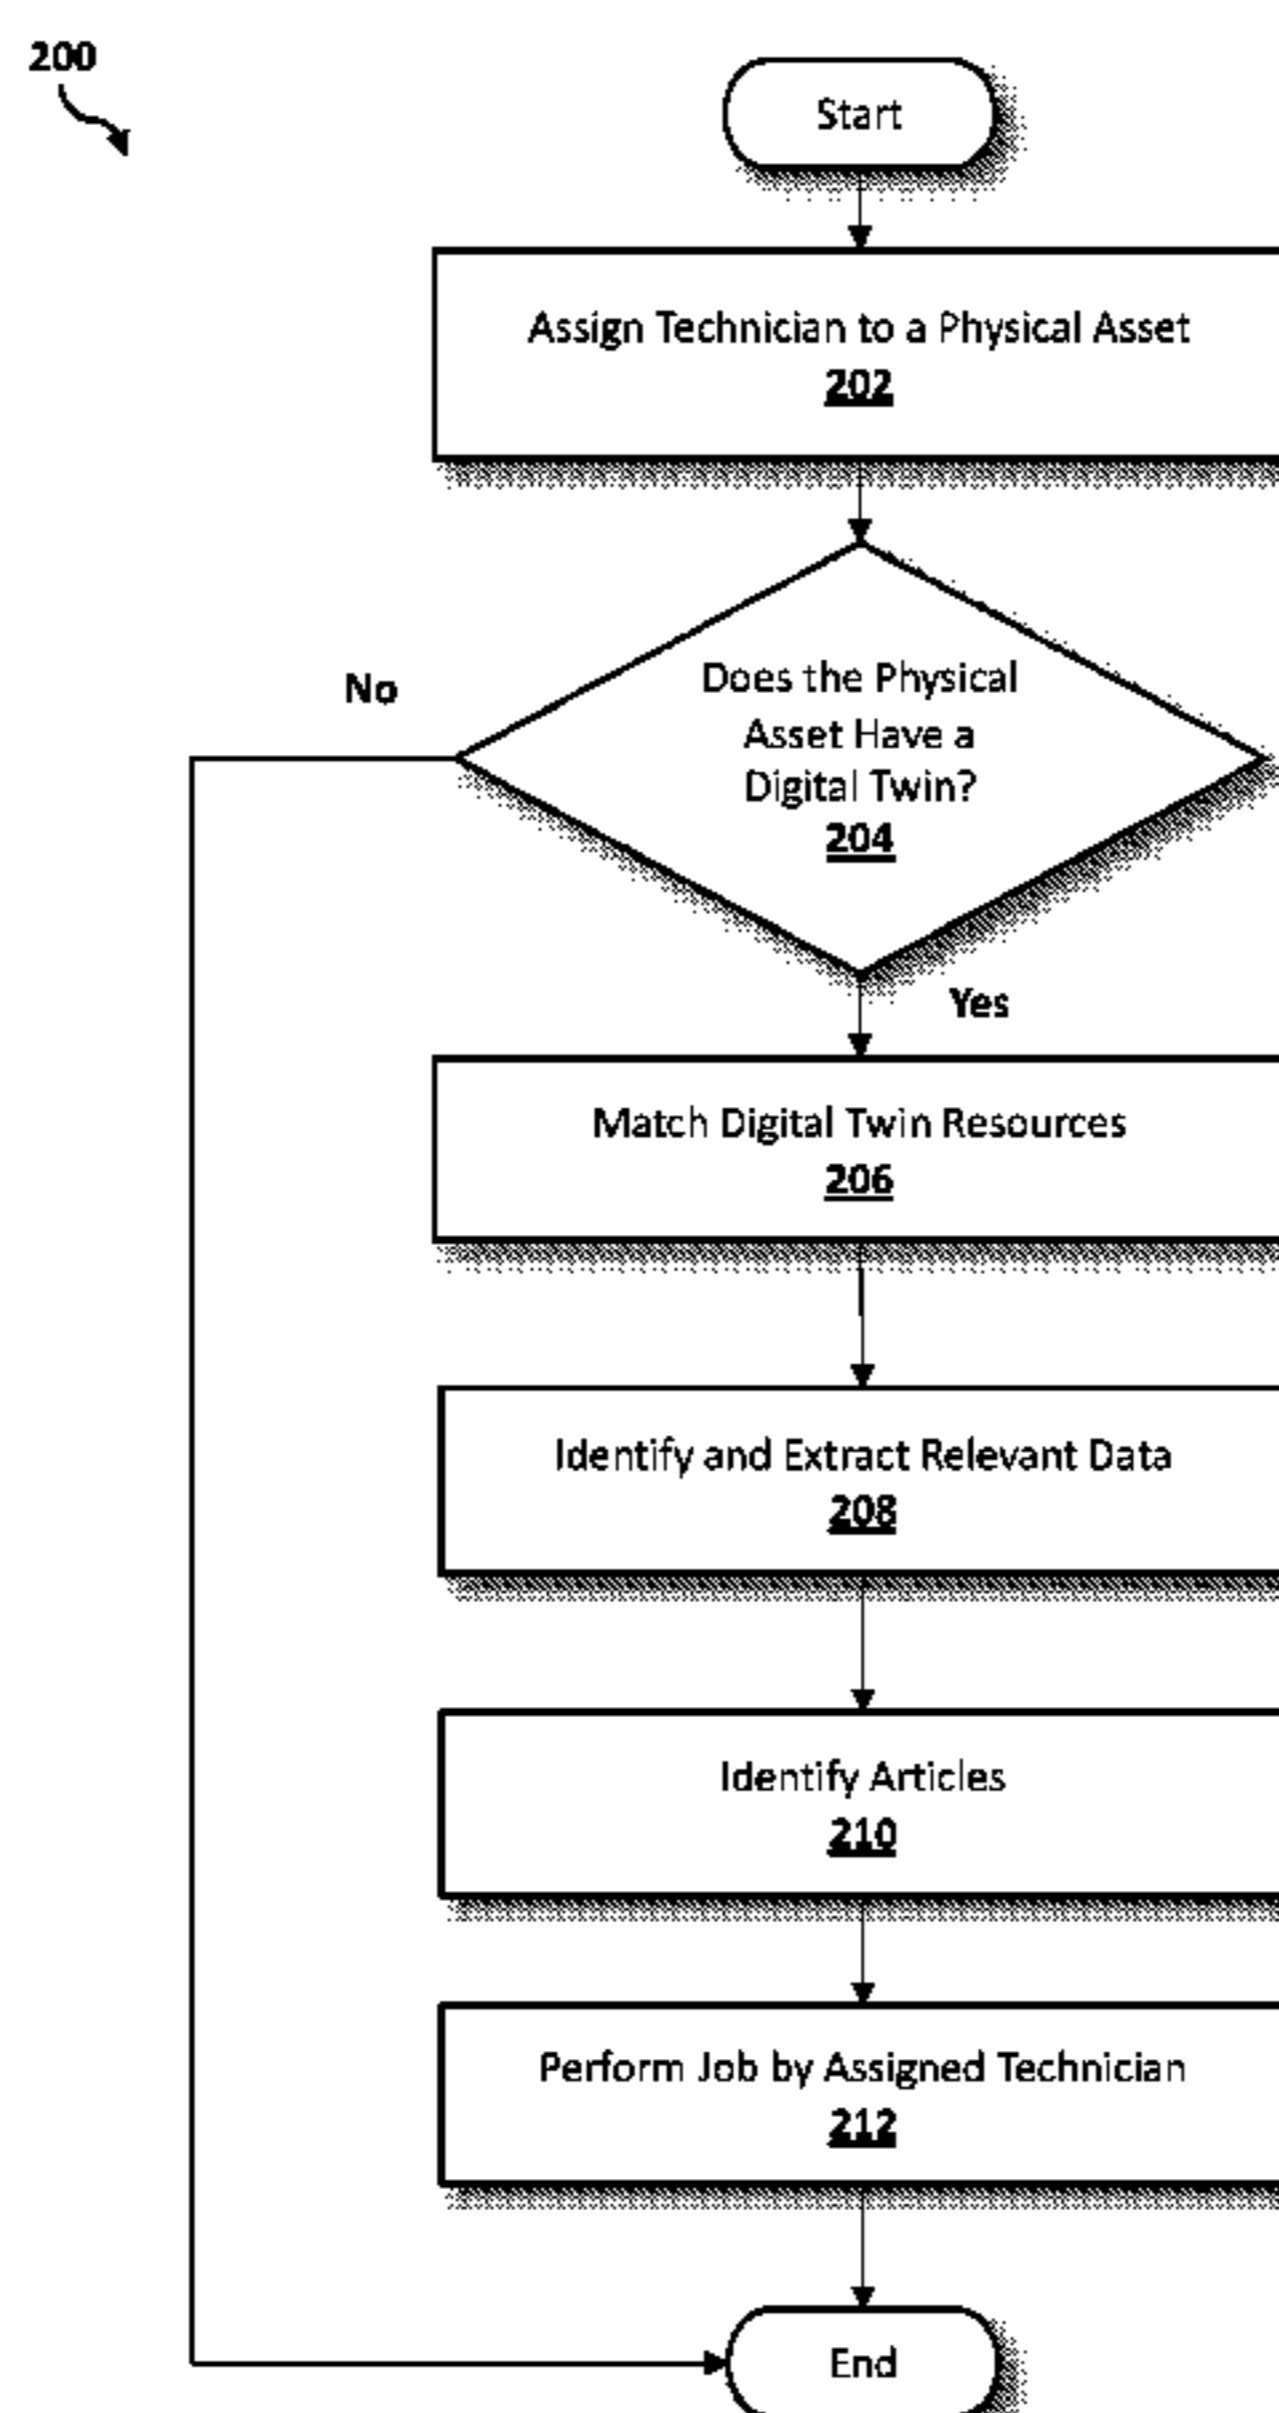 200
Start
Assign Technician to a Physical Asset
202
Does the Physical
Asset Have a
Digital Twin?
204
No
Yes
Match Digital Twin Resources
206
Identify and Extract Relevant Data
208
Identify Articles
210
Perform Job by Assigned Technician
212
End